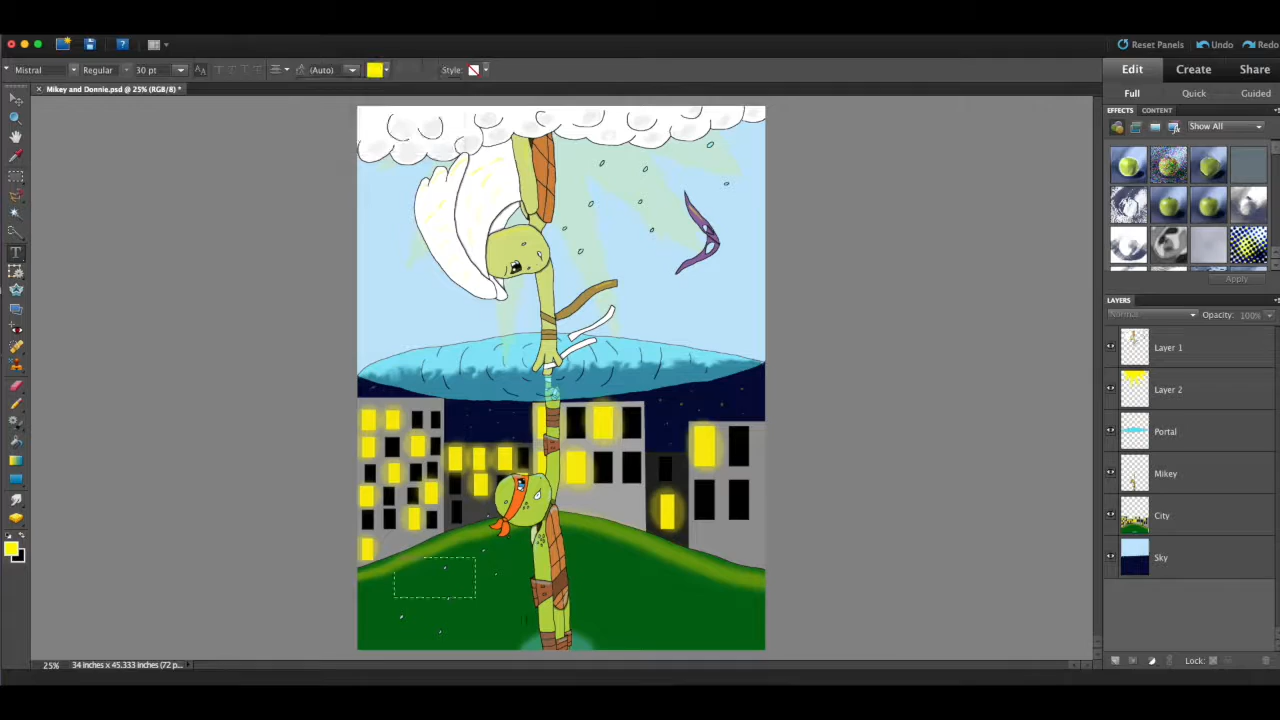 Reset Panels Undo Redo
Mistral Regular 30 pt (Auto) Style: Edit Create Share
Mikey and Donnie.psd @ 25% (RGB/8) * Full Quick Guided
EFFECTS CONTENT
Show All
Apply
LAYERS
Normal Opacity: 100%
Layer 1
Layer 2
Portal
Mikey
City
Sky
25% 34 inches x 45.333 inches (72 p... Lock: